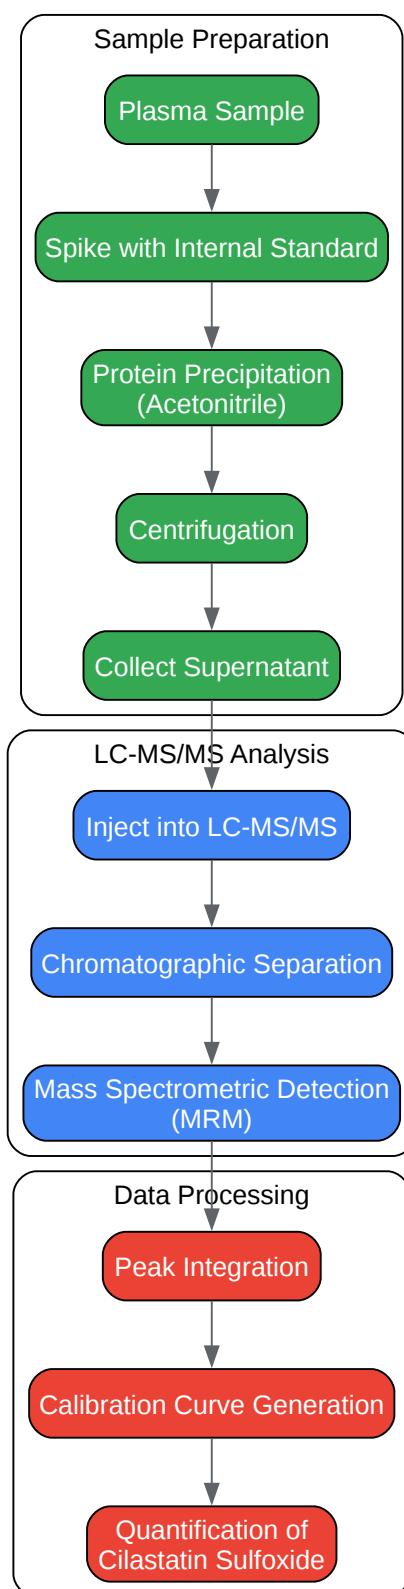 Sample Preparation
Plasma Sample
Spike with Internal Standard
Protein Precipitation
(Acetonitrile)
Centrifugation
Collect Supernatant
LC-MS/MS Analysis
Inject into LC-MS/MS
Chromatographic Separation
Mass Spectrometric Detection
(MRM)
Data Processing
Peak Integration
Calibration Curve Generation
Quantification of
Cilastatin Sulfoxide